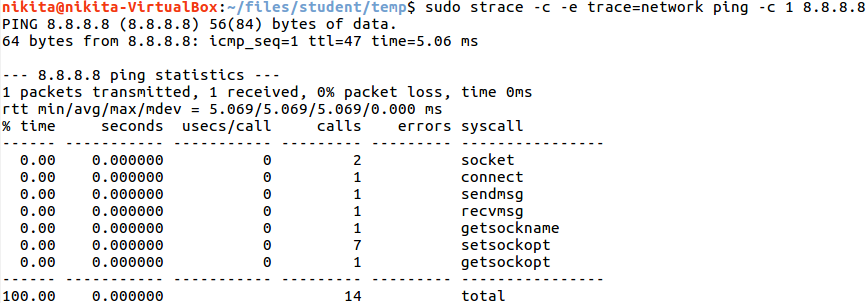 nikita@nikita-VirtualBox:~/files/student/temp$ sudo strace -c -e trace=network ping -c 1 8.8.8.8
PING 8.8.8.8 (8.8.8.8) 56(84) bytes of data.
64 bytes from 8.8.8.8: icmp_seq=1 ttl=47 time=5.06 ms

--- 8.8.8.8 ping statistics ---
1 packets transmitted, 1 received, 0% packet loss, time 0ms
rtt min/avg/max/mdev = 5.069/5.069/5.069/0.000 ms
% time     seconds  usecs/call     calls    errors syscall
------ ----------- ----------- --------- --------- ----------------
  0.00    0.000000           0         2           socket
  0.00    0.000000           0         1           connect
  0.00    0.000000           0         1           sendmsg
  0.00    0.000000           0         1           recvmsg
  0.00    0.000000           0         1           getsockname
  0.00    0.000000           0         7           setsockopt
  0.00    0.000000           0         1           getsockopt
------ ----------- ----------- --------- --------- ----------------
100.00    0.000000                    14           total